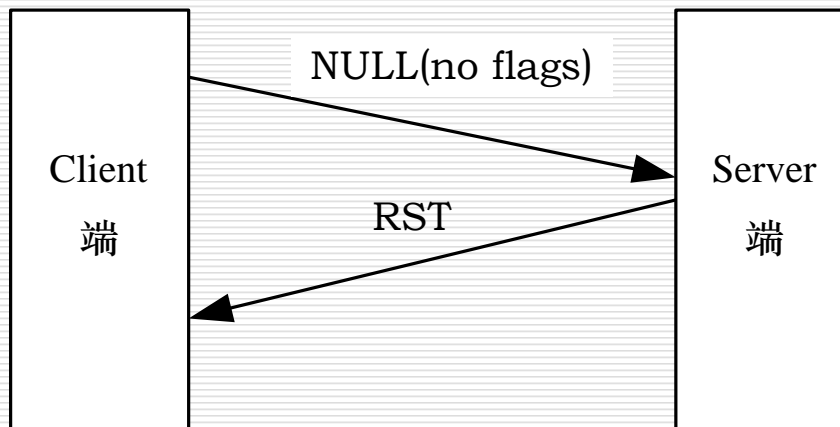 NULL(no flags)
Client
端
Server
端
RST